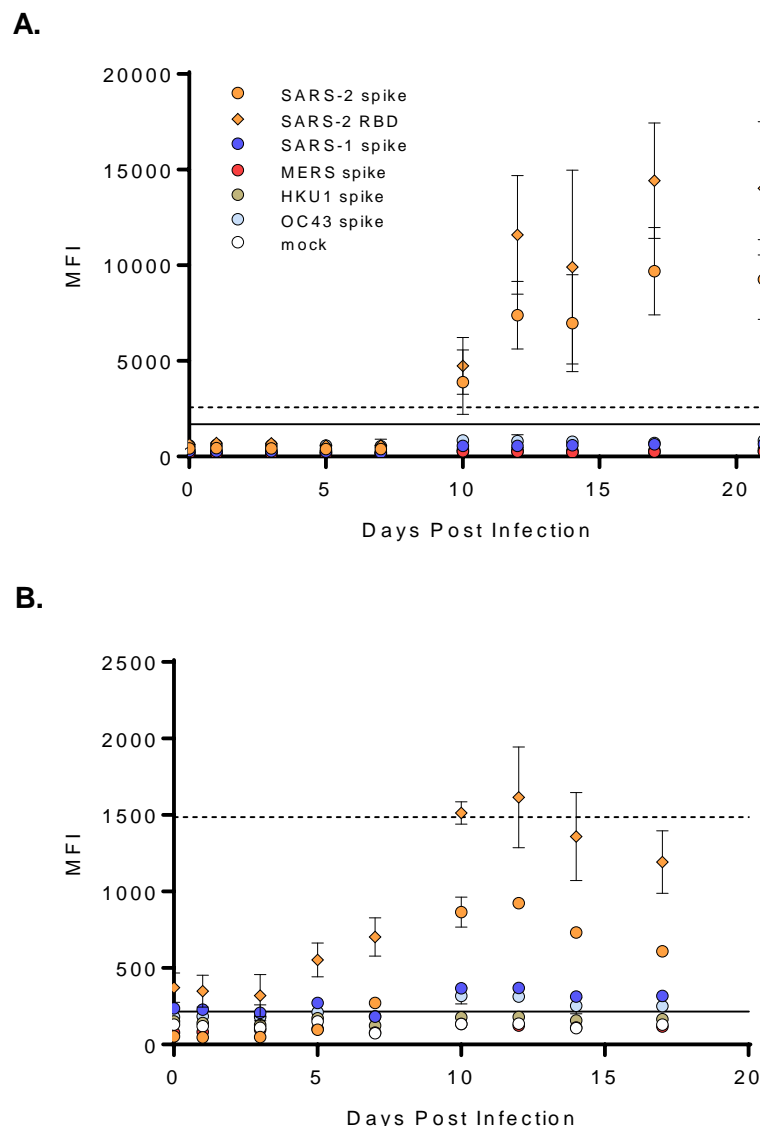 A.
20000
SARS-2 spike
SARS-2 RBD
15000
SARS-1 spike
MERS spike
HKU1 spike
OC43 spike
mock
MFI
10000
5000
0
0 5 10 15 20
Days Post Infection
B.
2500
2000
1500
MFI
1000
500
0
0 5 10 15 20
Days Post Infection